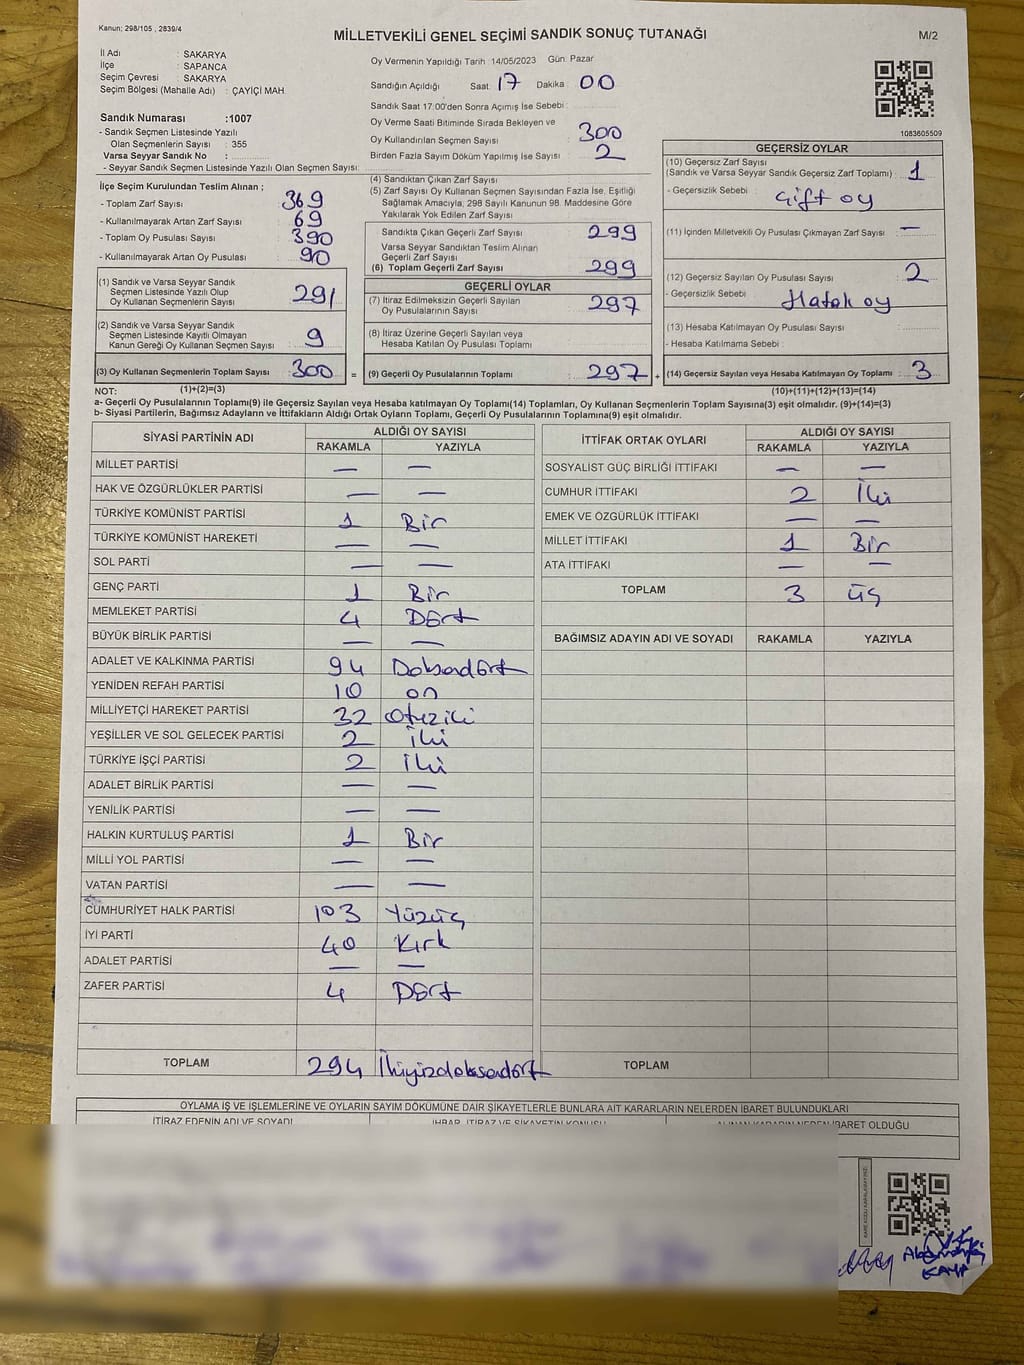 Kanun; 298/105 , 2839/4
MİLLETVEKİLİ GENEL SEÇİMİ SANDIK SONUÇ TUTANAĞI
M/2
İl Adı : SAKARYA
İlçe : SAPANCA
Seçim Çevresi : SAKARYA
Seçim Bölgesi (Mahalle Adı) : ÇAYİÇİ MAH.
Sandık Numarası :1007
- Sandık Seçmen Listesinde Yazılı
Olan Seçmenlerin Sayısı : 355
Varsa Seyyar Sandık No :
- Seyyar Sandık Seçmen Listesinde Yazılı Olan Seçmen Sayısı:
Oy Vermenin Yapıldığı Tarih : 14/05/2023 Gün: Pazar
Sandığın Açıldığı Saat 17 Dakika 00
Sandık Saat 17:00'den Sonra Açımış İse Sebebi :
Oy Verme Saati Bitiminde Sırada Bekleyen ve
Oy Kullandırılan Seçmen Sayısı : 300
Birden Fazla Sayım Döküm Yapılmış İse Sayısı : 2
1083605509
İlçe Seçim Kurulundan Teslim Alınan ;
- Toplam Zarf Sayısı : 369
- Kullanılmayarak Artan Zarf Sayısı : 69
- Toplam Oy Pusulası Sayısı : 390
- Kullanılmayarak Artan Oy Pusulası : 90
(1) Sandık ve Varsa Seyyar Sandık
Seçmen Listesinde Yazılı Olup
Oy Kullanan Seçmenlerin Sayısı : 291
(2) Sandık ve Varsa Seyyar Sandık
Seçmen Listesinde Kayıtlı Olmayan
Kanun Gereği Oy Kullanan Seçmen Sayısı : 9
(3) Oy Kullanan Seçmenlerin Toplam Sayısı : 300
(1)+(2)=(3)
(4) Sandıktan Çıkan Zarf Sayısı :
(5) Zarf Sayısı Oy Kullanan Seçmen Sayısından Fazla İse, Eşitliği
Sağlamak Amacıyla; 298 Sayılı Kanunun 98. Maddesine Göre
Yakılarak Yok Edilen Zarf Sayısı :
Sandıkta Çıkan Geçerli Zarf Sayısı : 299
Varsa Seyyar Sandıktan Teslim Alınan
Geçerli Zarf Sayısı :
(6) Toplam Geçerli Zarf Sayısı : 299
GEÇERLİ OYLAR
(7) İtiraz Edilmeksizin Geçerli Sayılan
Oy Pusulalarının Sayısı : 297
(8) İtiraz Üzerine Geçerli Sayılan veya
Hesaba Katılan Oy Pusulası Toplamı :
= (9) Geçerli Oy Pusulalarının Toplamı : 297 +
GEÇERSİZ OYLAR
(10) Geçersiz Zarf Sayısı
(Sandık ve Varsa Seyyar Sandık Geçersiz Zarf Toplamı) : 1
- Geçersizlik Sebebi : çift oy
(11) İçinden Milletvekili Oy Pusulası Çıkmayan Zarf Sayısı : —
(12) Geçersiz Sayılan Oy Pusulası Sayısı : 2
- Geçersizlik Sebebi : Hatalı oy
(13) Hesaba Katılmayan Oy Pusulası Sayısı :
- Hesaba Katılmama Sebebi :
(14) Geçersiz Sayılan veya Hesaba Katılmayan Oy Toplamı : 3
(10)+(11)+(12)+(13)=(14)
NOT:
a- Geçerli Oy Pusulalarının Toplamı(9) ile Geçersiz Sayılan veya Hesaba katılmayan Oy Toplamı(14) Toplamları, Oy Kullanan Seçmenlerin Toplam Sayısına(3) eşit olmalıdır. (9)+(14)=(3)
b- Siyasi Partilerin, Bağımsız Adayların ve İttifakların Aldığı Ortak Oyların Toplamı, Geçerli Oy Pusulalarının Toplamına(9) eşit olmalıdır.
SİYASİ PARTİNİN ADI ALDIĞI OY SAYISI
RAKAMLA YAZIYLA
MİLLET PARTİSİ — —
HAK VE ÖZGÜRLÜKLER PARTİSİ — —
TÜRKİYE KOMÜNİST PARTİSİ 1 Bir
TÜRKİYE KOMÜNİST HAREKETİ — —
SOL PARTİ — —
GENÇ PARTİ 1 Bir
MEMLEKET PARTİSİ 4 Dört
BÜYÜK BİRLİK PARTİSİ — —
ADALET VE KALKINMA PARTİSİ 94 Doksandört
YENİDEN REFAH PARTİSİ 10 on
MİLLİYETÇİ HAREKET PARTİSİ 32 otuziki
YEŞİLLER VE SOL GELECEK PARTİSİ 2 İki
TÜRKİYE İŞÇİ PARTİSİ 2 İki
ADALET BİRLİK PARTİSİ — —
YENİLİK PARTİSİ — —
HALKIN KURTULUŞ PARTİSİ 1 Bir
MİLLİ YOL PARTİSİ — —
VATAN PARTİSİ — —
CUMHURİYET HALK PARTİSİ 103 Yüzüç
İYİ PARTİ 40 Kırk
ADALET PARTİSİ — —
ZAFER PARTİSİ 4 Dört
TOPLAM 294 İkiyüzdoksandört
İTTİFAK ORTAK OYLARI ALDIĞI OY SAYISI
RAKAMLA YAZIYLA
SOSYALİST GÜÇ BİRLİĞİ İTTİFAKI — —
CUMHUR İTTİFAKI 2 İki
EMEK VE ÖZGÜRLÜK İTTİFAKI — —
MİLLET İTTİFAKI 1 Bir
ATA İTTİFAKI — —
TOPLAM 3 üç
BAĞIMSIZ ADAYIN ADI VE SOYADI RAKAMLA YAZIYLA
TOPLAM
OYLAMA İŞ VE İŞLEMLERİNE VE OYLARIN SAYIM DÖKÜMÜNE DAİR ŞİKAYETLERLE BUNLARA AİT KARARLARIN NELERDEN İBARET BULUNDUKLARI
İTİRAZ EDENİN ADI VE SOYADI İHBAR, İTİRAZ VE ŞİKAYETİN KONUSU ALINAN KARARIN NEDEN İBARET OLDUĞU